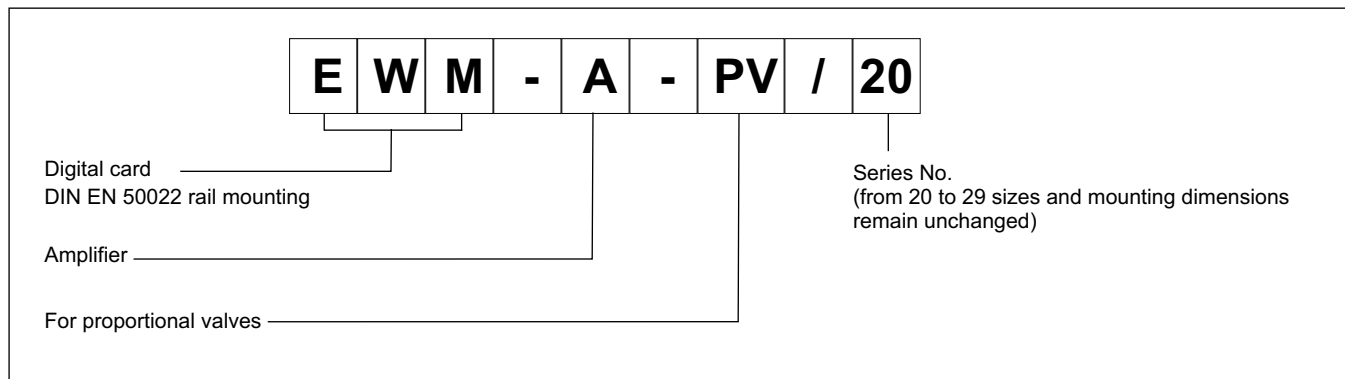 EWM-A-PV/20
Digital card
DIN EN 50022 rail mounting
Series No.
(from 20 to 29 sizes and mounting dimensions
remain unchanged)
Amplifier
For proportional valves